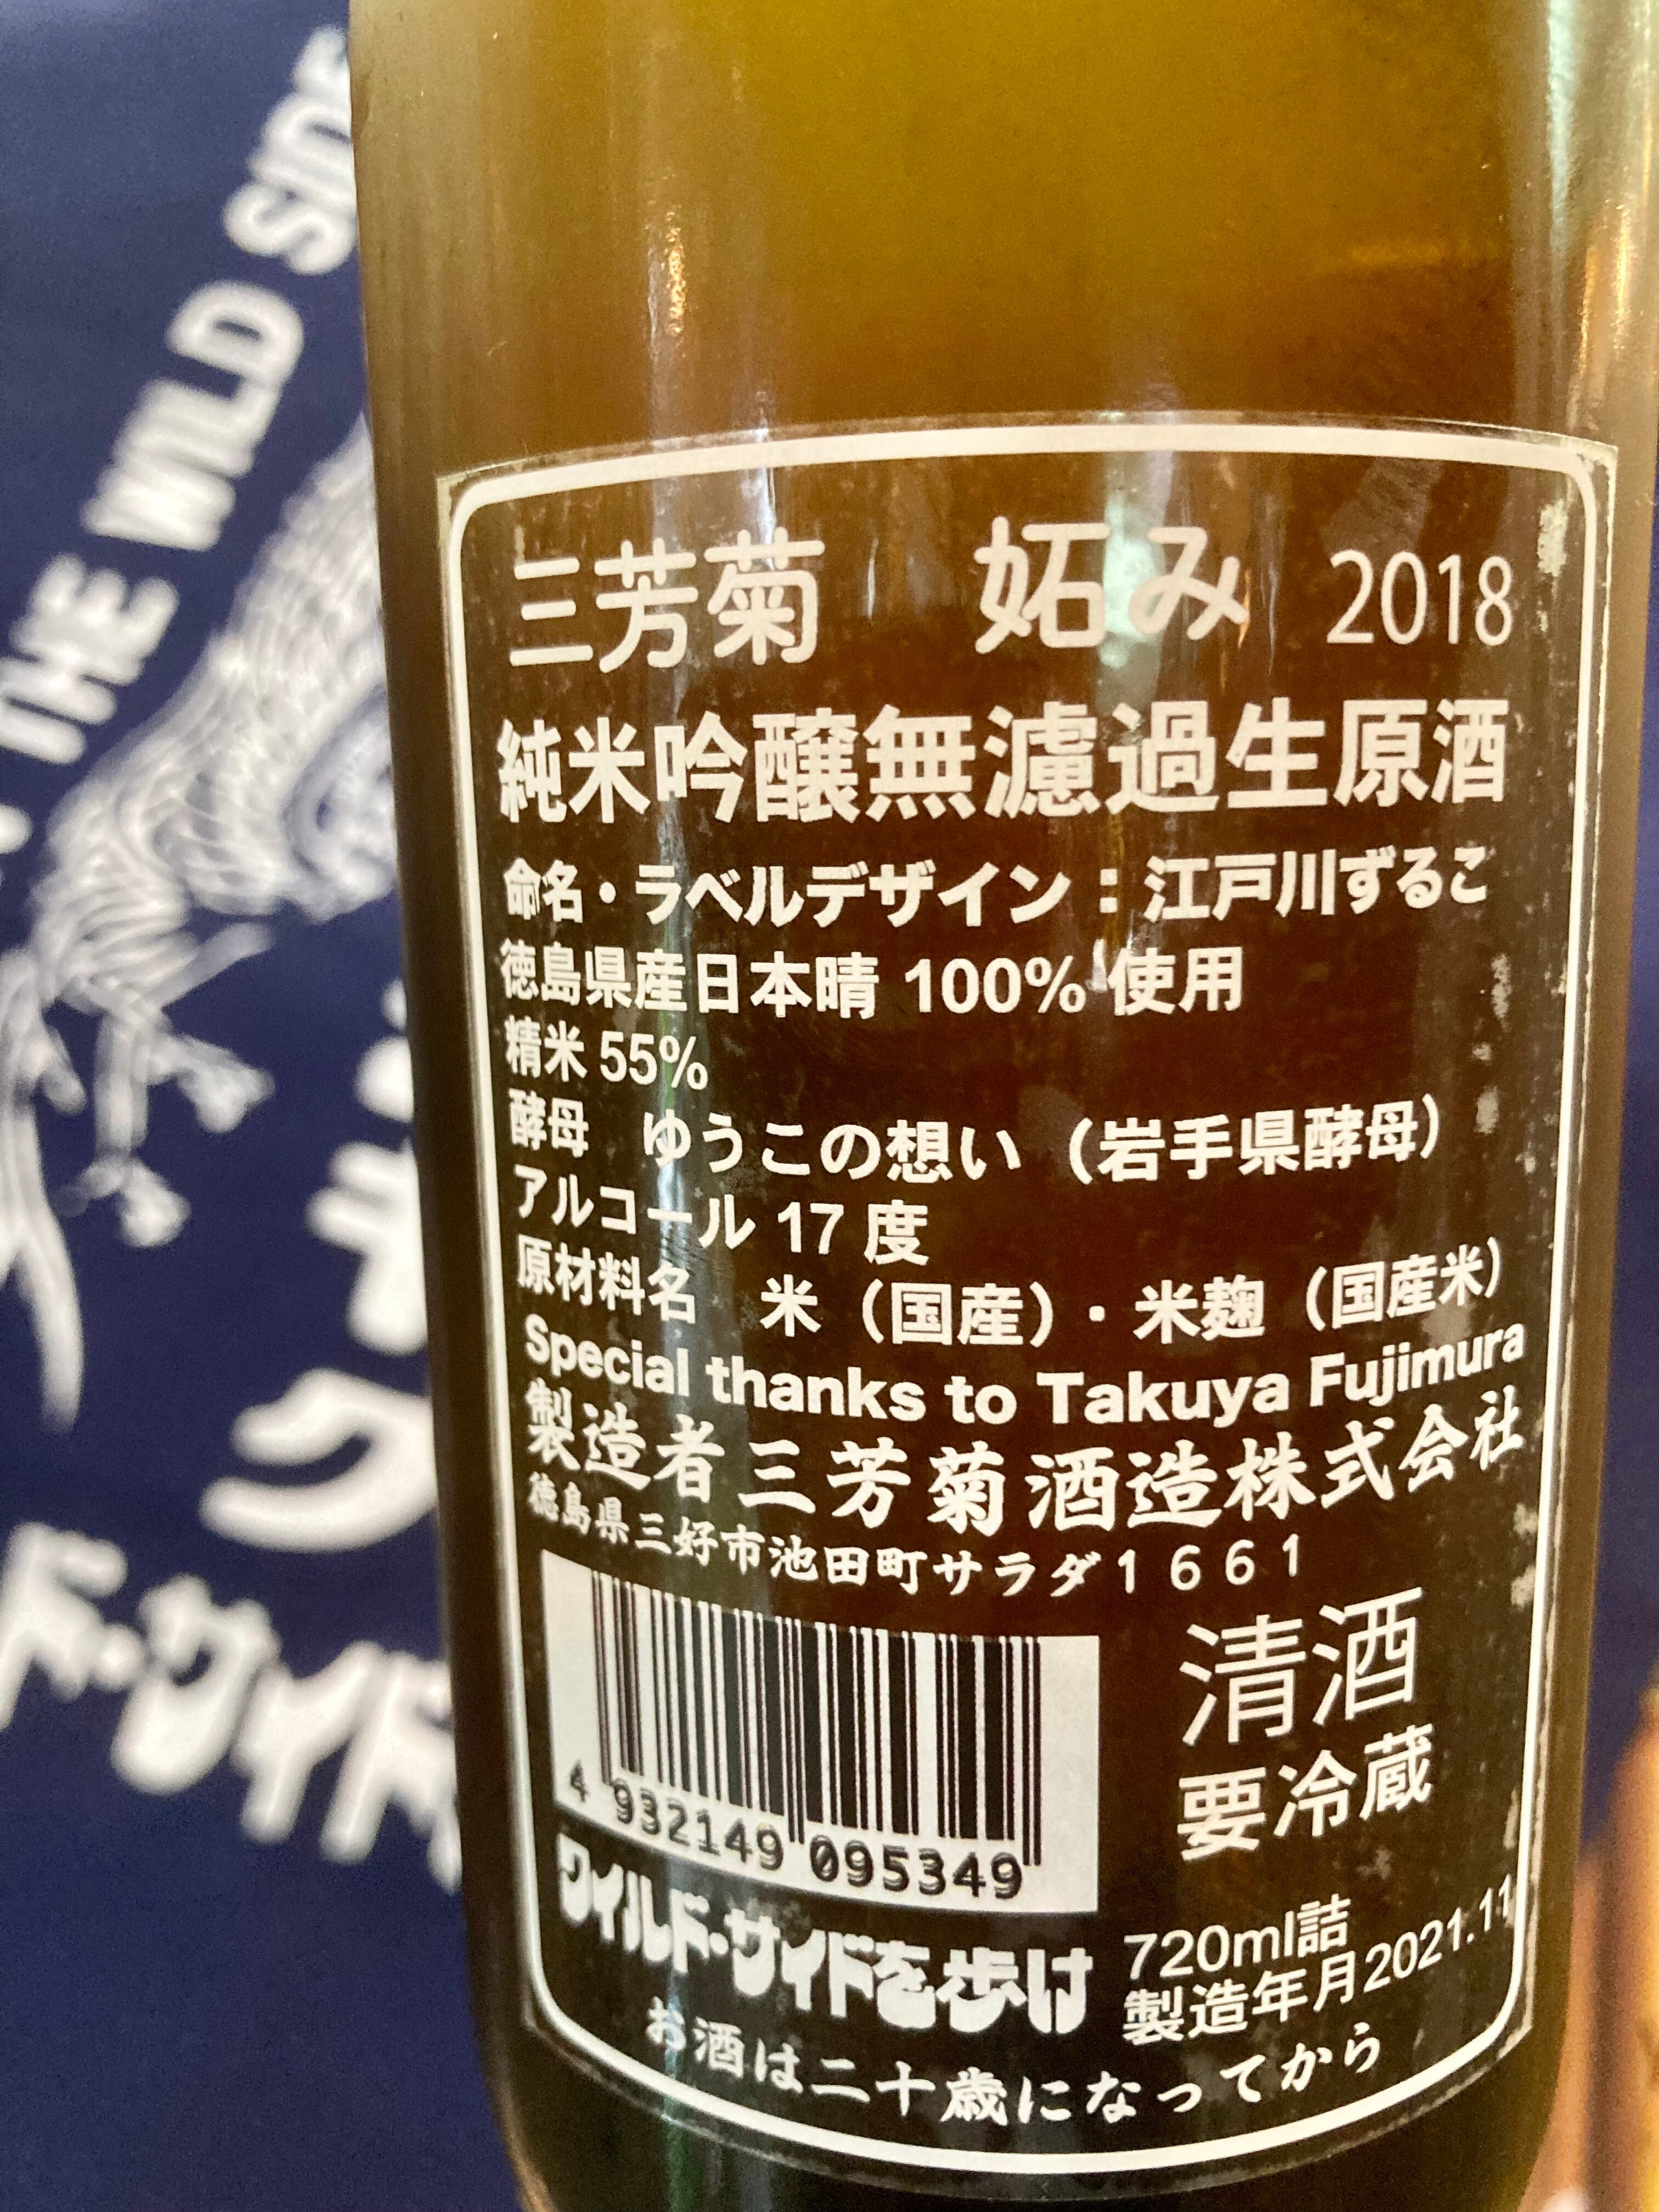 THE WILD SIDE
三芳菊 妬み 2018
純米吟醸無濾過生原酒
命名・ラベルデザイン：江戸川ずるこ
徳島県産日本晴 100% 使用
精米 55%
酵母 ゆうこの想い（岩手県酵母）
アルコール 17 度
原材料名 米（国産）・米麹（国産米）
Special thanks to Takuya Fujimura
製造者 三芳菊酒造株式会社
徳島県三好市池田町サラダ１６６１
清酒
要冷蔵
4 932149 095349
ワイルド・サイドを歩け
720ml詰
製造年月2021.11
お酒は二十歳になってから
ド・サイド